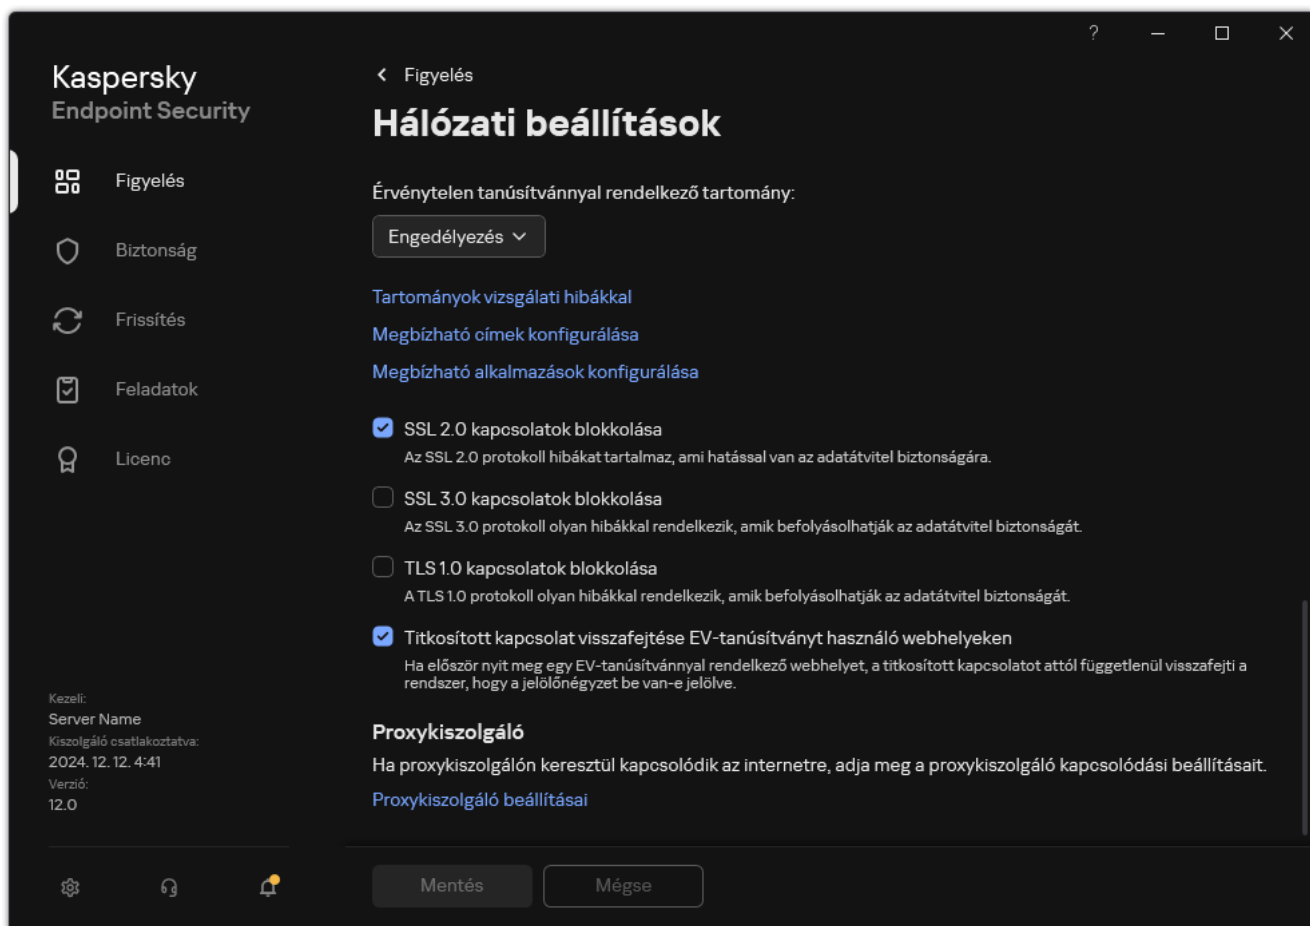 ?
Kaspersky
Endpoint Security
Figyelés
Biztonság
Frissítés
Feladatok
Licenc
Kezeli:
Server Name
Kiszolgáló csatlakoztatva:
2024. 12. 12. 4:41
Verzió:
12.0
Figyelés
Hálózati beállítások
Érvénytelen tanúsítvánnyal rendelkező tartomány:
Engedélyezés
Tartományok vizsgálati hibákkal
Megbízható címek konfigurálása
Megbízható alkalmazások konfigurálása
SSL 2.0 kapcsolatok blokkolása
Az SSL 2.0 protokoll hibákat tartalmaz, ami hatással van az adatátvitel biztonságára.
SSL 3.0 kapcsolatok blokkolása
Az SSL 3.0 protokoll olyan hibákkal rendelkezik, amik befolyásolhatják az adatátvitel biztonságát.
TLS 1.0 kapcsolatok blokkolása
A TLS 1.0 protokoll olyan hibákkal rendelkezik, amik befolyásolhatják az adatátvitel biztonságát.
Titkosított kapcsolat visszafejtése EV-tanúsítványt használó webhelyeken
Ha először nyit meg egy EV-tanúsítvánnyal rendelkező webhelyet, a titkosított kapcsolatot attól függetlenül visszafejti a
rendszer, hogy a jelölőnégyzet be van-e jelölve.
Proxykiszolgáló
Ha proxykiszolgálón keresztül kapcsolódik az internetre, adja meg a proxykiszolgáló kapcsolódási beállításait.
Proxykiszolgáló beállításai
Mentés
Mégse